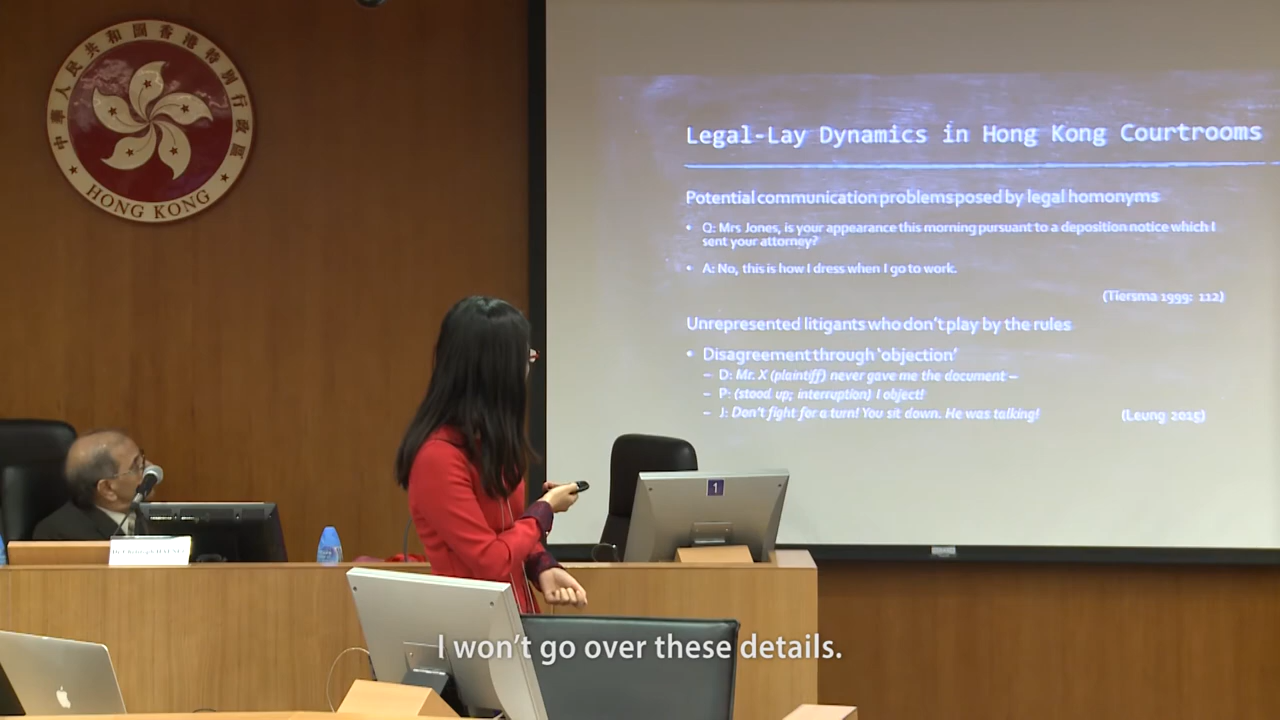 中華人民共和國香港特別行政區
HONG KONG
Legal-Lay Dynamics in Hong Kong Courtrooms
Potential communication problems posed by legal homonyms
• Q: Mrs Jones, is your appearance this morning pursuant to a deposition notice which I
sent your attorney?
• A: No, this is how I dress when I go to work.
(Tiersma 1999: 112)
Unrepresented litigants who don't play by the rules
• Disagreement through 'objection'
– D: Mr. X (plaintiff) never gave me the document –
– P: (stood up; interruption) I object!
– J: Don't fight for a turn! You sit down. He was talking!
(Leung 2015)
1
I won't go over these details.